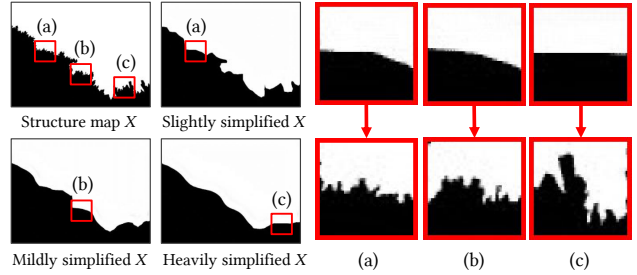 (a)
(b)
(c)
(a)
Structure map X
Slightly simplified X
(b)
(c)
Mildly simplified X
Heavily simplified X
(a)
(b)
(c)